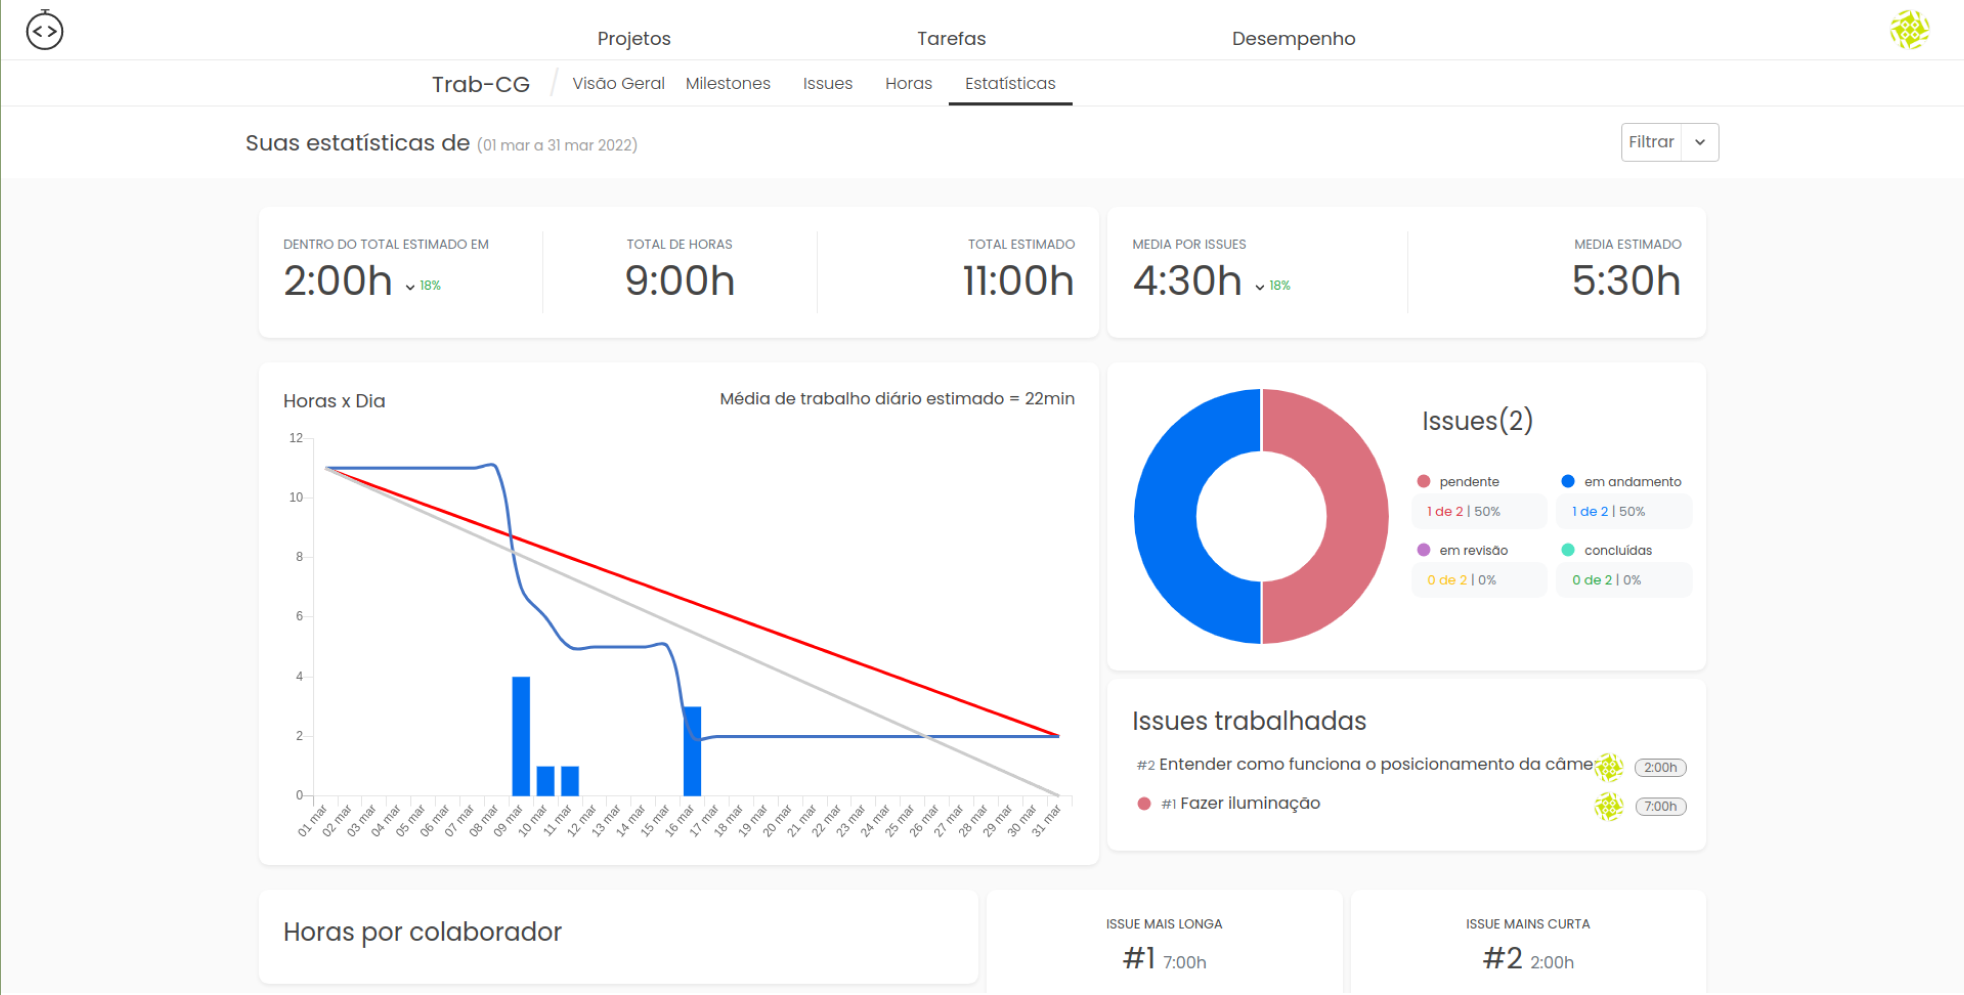 < >
Projetos Tarefas Desempenho
Trab-CG / Visão Geral Milestones Issues Horas Estatísticas
Suas estatísticas de (01 mar a 31 mar 2022)
Filtrar
DENTRO DO TOTAL ESTIMADO EM
2:00h 18%
TOTAL DE HORAS
9:00h
TOTAL ESTIMADO
11:00h
MEDIA POR ISSUES
4:30h 18%
MEDIA ESTIMADO
5:30h
Horas x Dia
Média de trabalho diário estimado = 22min
12
10
8
6
4
2
0
01 mar 02 mar 03 mar 04 mar 05 mar 06 mar 07 mar 08 mar 09 mar 10 mar 11 mar 12 mar 13 mar 14 mar 15 mar 16 mar 17 mar 18 mar 19 mar 20 mar 21 mar 22 mar 23 mar 24 mar 25 mar 26 mar 27 mar 28 mar 29 mar 30 mar 31 mar
Issues(2)
pendente
1 de 2 | 50%
em andamento
1 de 2 | 50%
em revisão
0 de 2 | 0%
concluídas
0 de 2 | 0%
Issues trabalhadas
#2 Entender como funciona o posicionamento da câme 2:00h
#1 Fazer iluminação 7:00h
Horas por colaborador
ISSUE MAIS LONGA
#1 7:00h
ISSUE MAINS CURTA
#2 2:00h